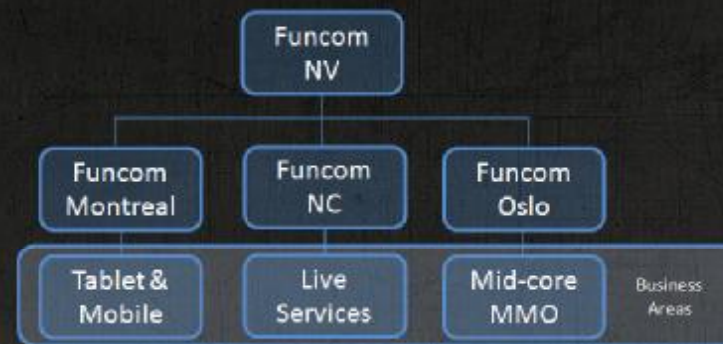 Funcom
NV
Funcom
Montreal
Funcom
NC
Funcom
Oslo
Tablet &
Mobile
Live
Services
Mid-core
MMO
Business
Areas